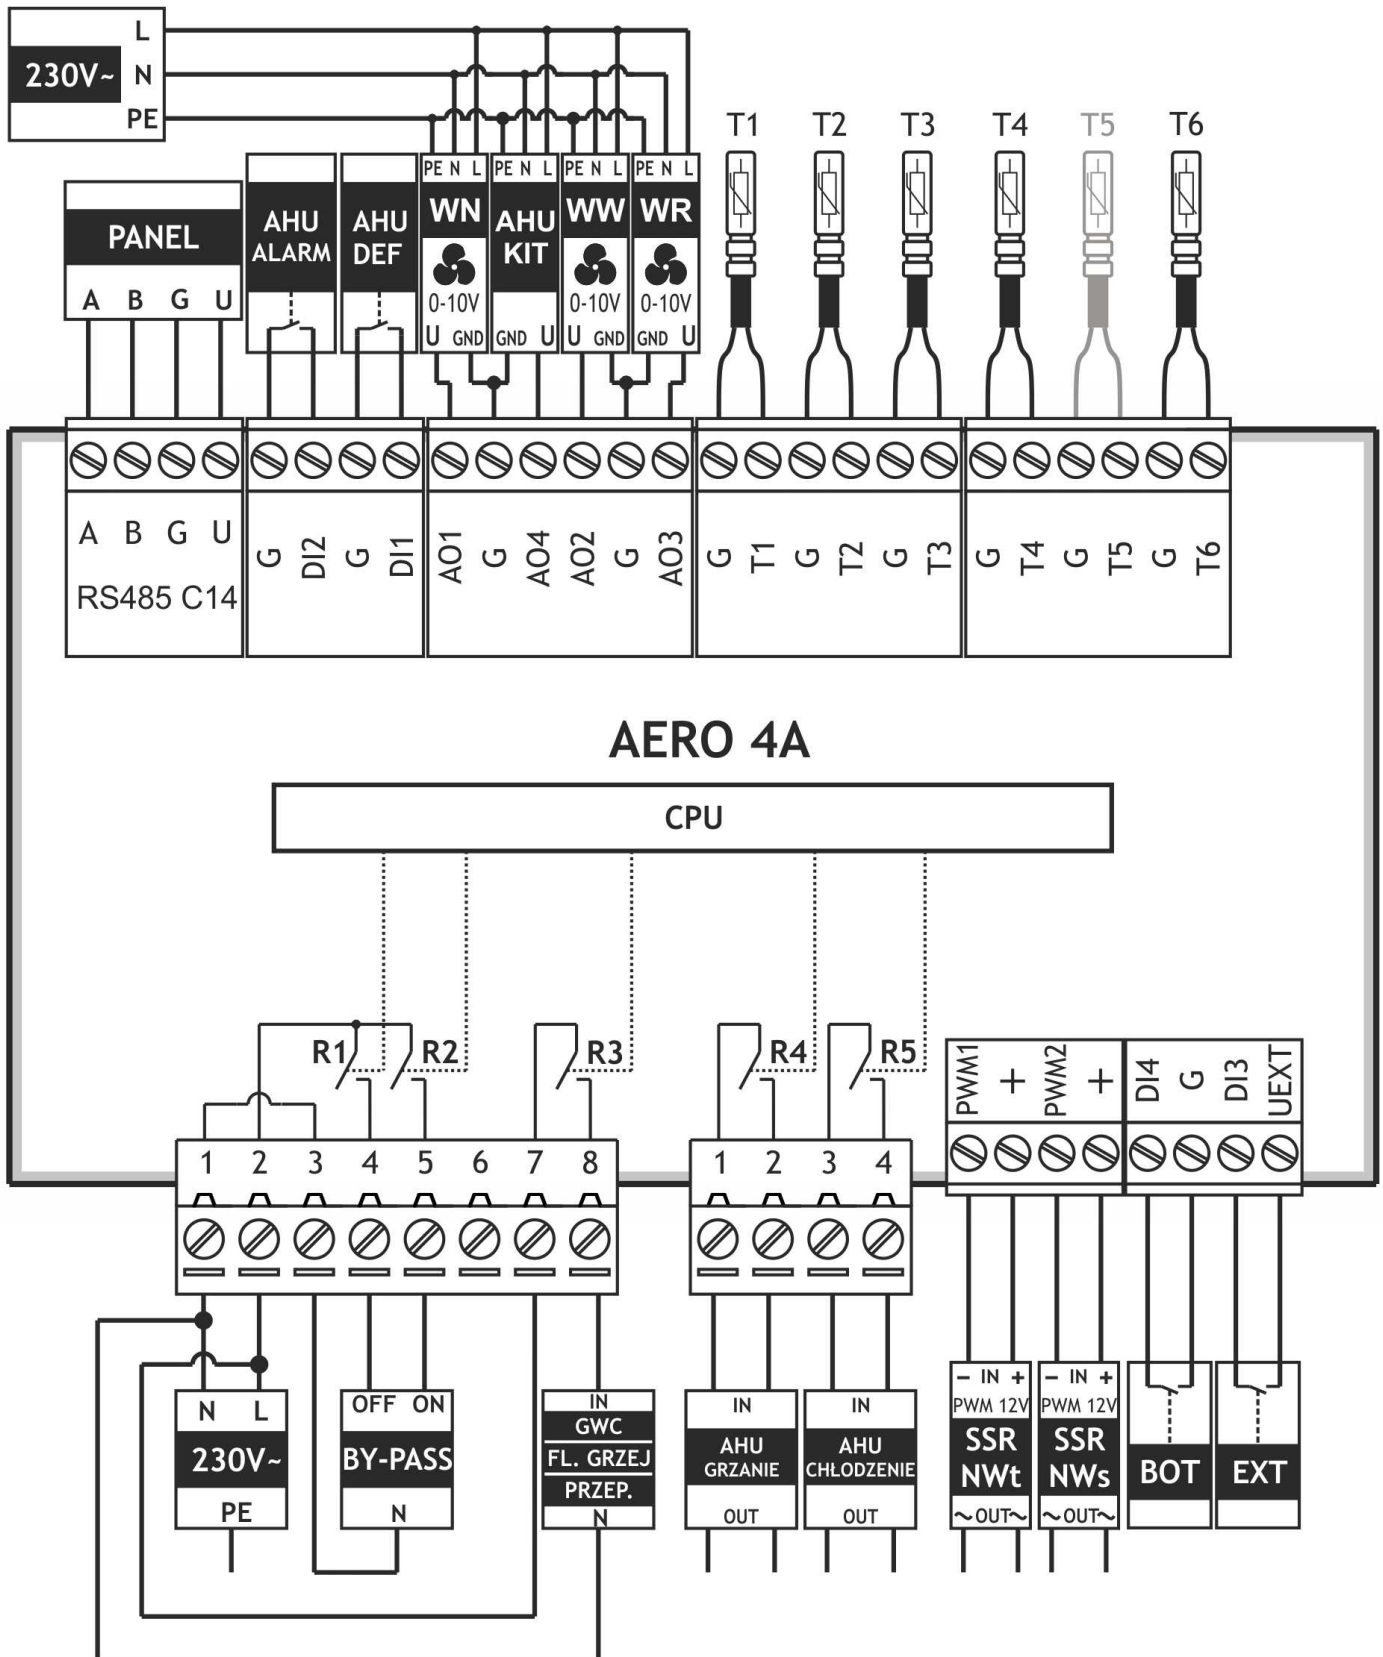 L
230V~ N
PE
T1 T2 T3 T4 T5 T6
PE N L PE N L PE N L PE N L
PANEL
A B G U
AHU ALARM
AHU DEF
WN
0-10V
U GND
AHU KIT
GND U
WW
0-10V
U GND
WR
0-10V
GND U
A B G U
RS485 C14
G DI2 G DI1
AO1 G AO4 AO2 G AO3
G T1 G T2 G T3
G T4 G T5 G T6
AERO 4A
CPU
R1 R2 R3 R4 R5
PWM1 + PWM2 +
DI4 G DI3 UEXT
1 2 3 4 5 6 7 8
1 2 3 4
N L
230V~
PE
OFF ON
BY-PASS
N
IN
GWC
FL. GRZEJ
PRZEP.
N
IN
AHU
GRZANIE
OUT
IN
AHU
CHŁODZENIE
OUT
- IN +
PWM 12V
SSR
NWt
~OUT~
- IN +
PWM 12V
SSR
NWs
~OUT~
BOT
EXT